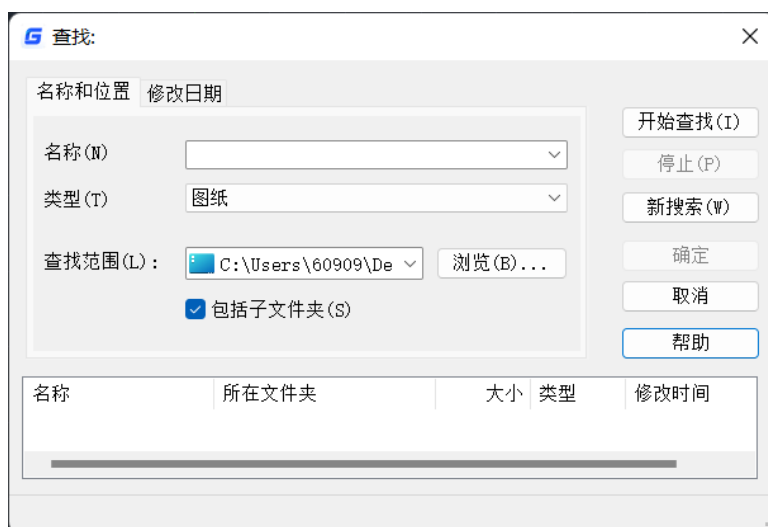 查找:
名称和位置 修改日期
开始查找(I)
名称(N)
停止(P)
类型(T) 图纸
新搜索(W)
查找范围(L): C:\Users\60909\De 浏览(B)...
确定
包括子文件夹(S)
取消
帮助
名称 所在文件夹 大小 类型 修改时间